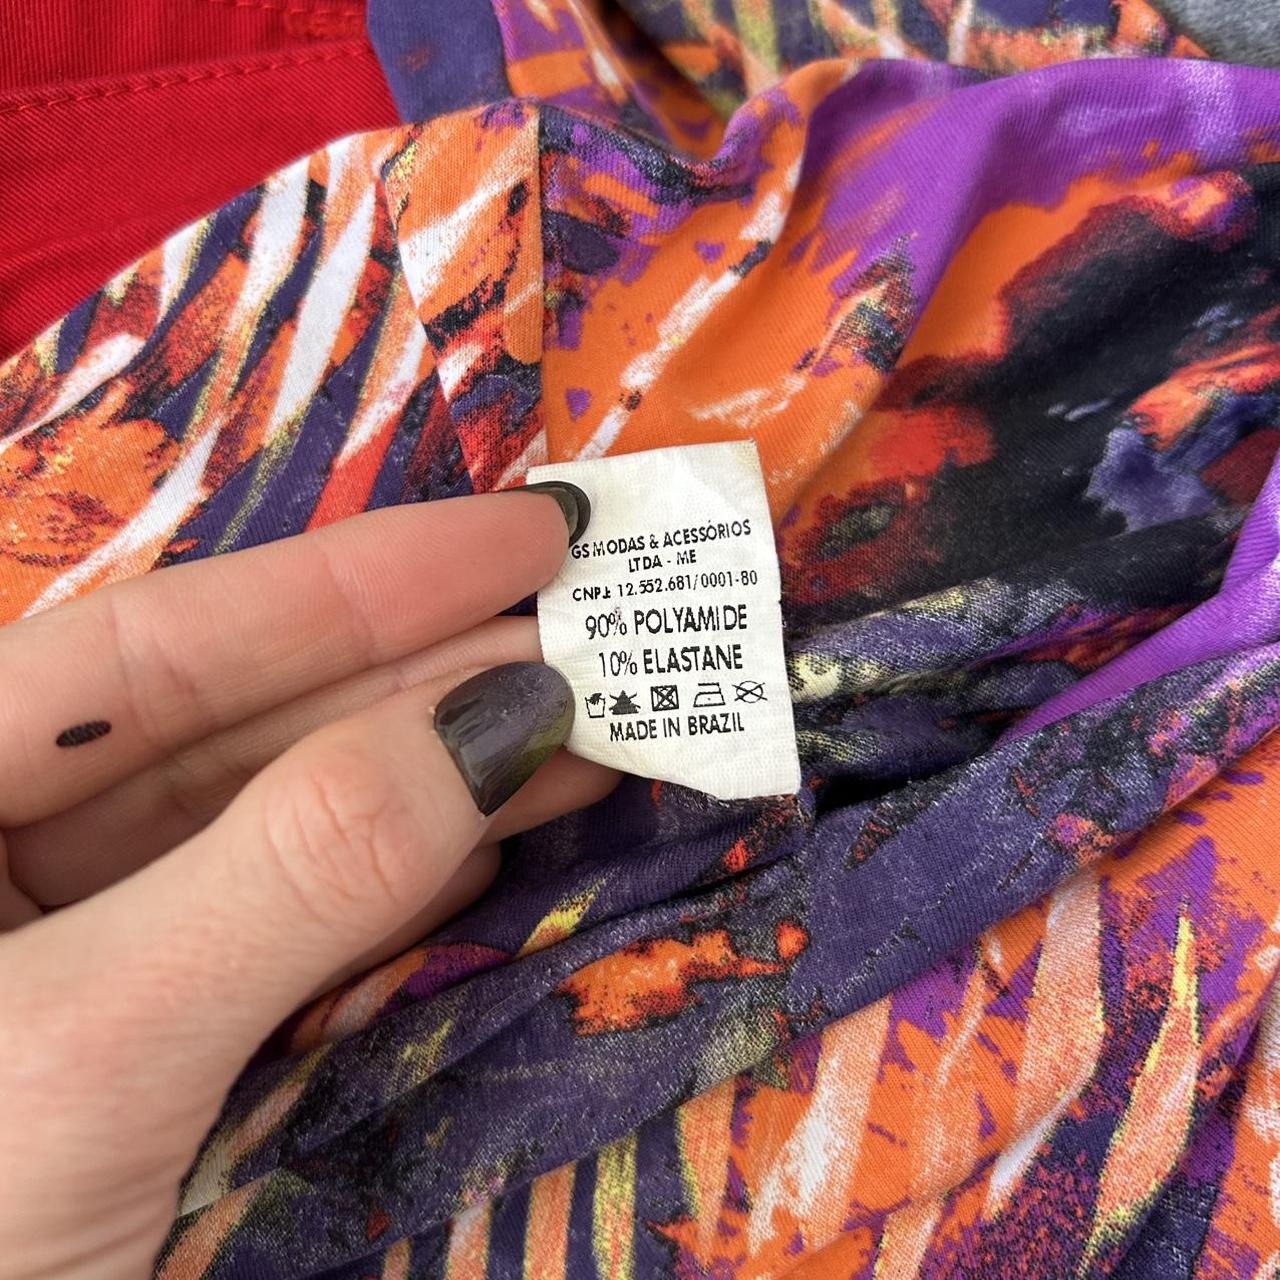 GS MODAS & ACESSÓRIOS
LTDA - ME
CNPJ: 12.552.681/0001-80
90% POLYAMIDE
10% ELASTANE
MADE IN BRAZIL